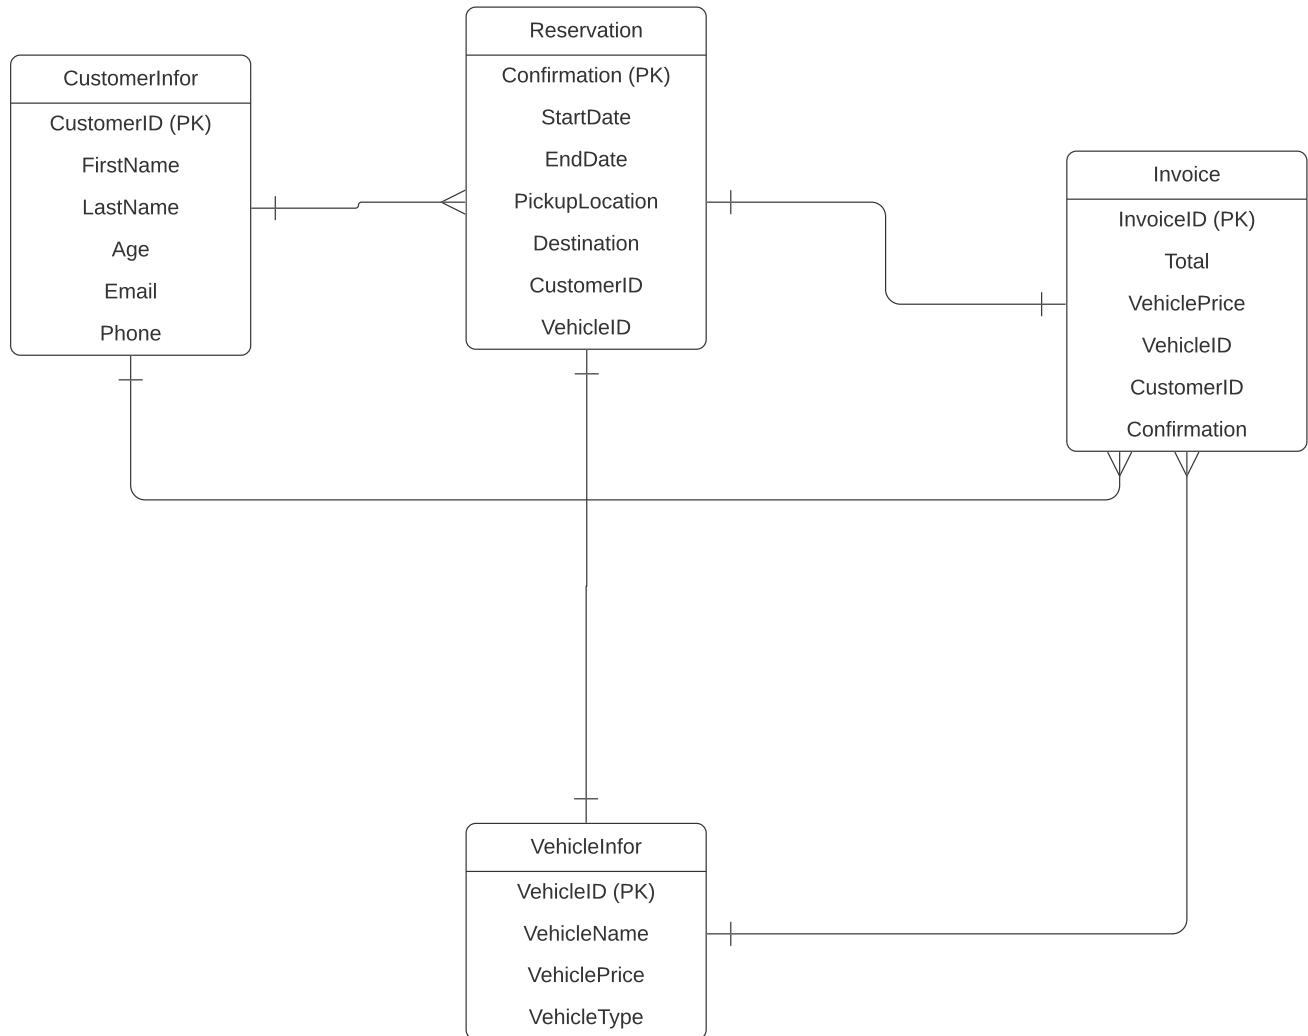 Reservation
Confirmation (PK)
StartDate
EndDate
PickupLocation
Destination
CustomerID
VehicleID
CustomerInfor
CustomerID (PK)
FirstName
LastName
Age
Email
Phone
Invoice
InvoiceID (PK)
Total
VehiclePrice
VehicleID
CustomerID
Confirmation
VehicleInfor
VehicleID (PK)
VehicleName
VehiclePrice
VehicleType